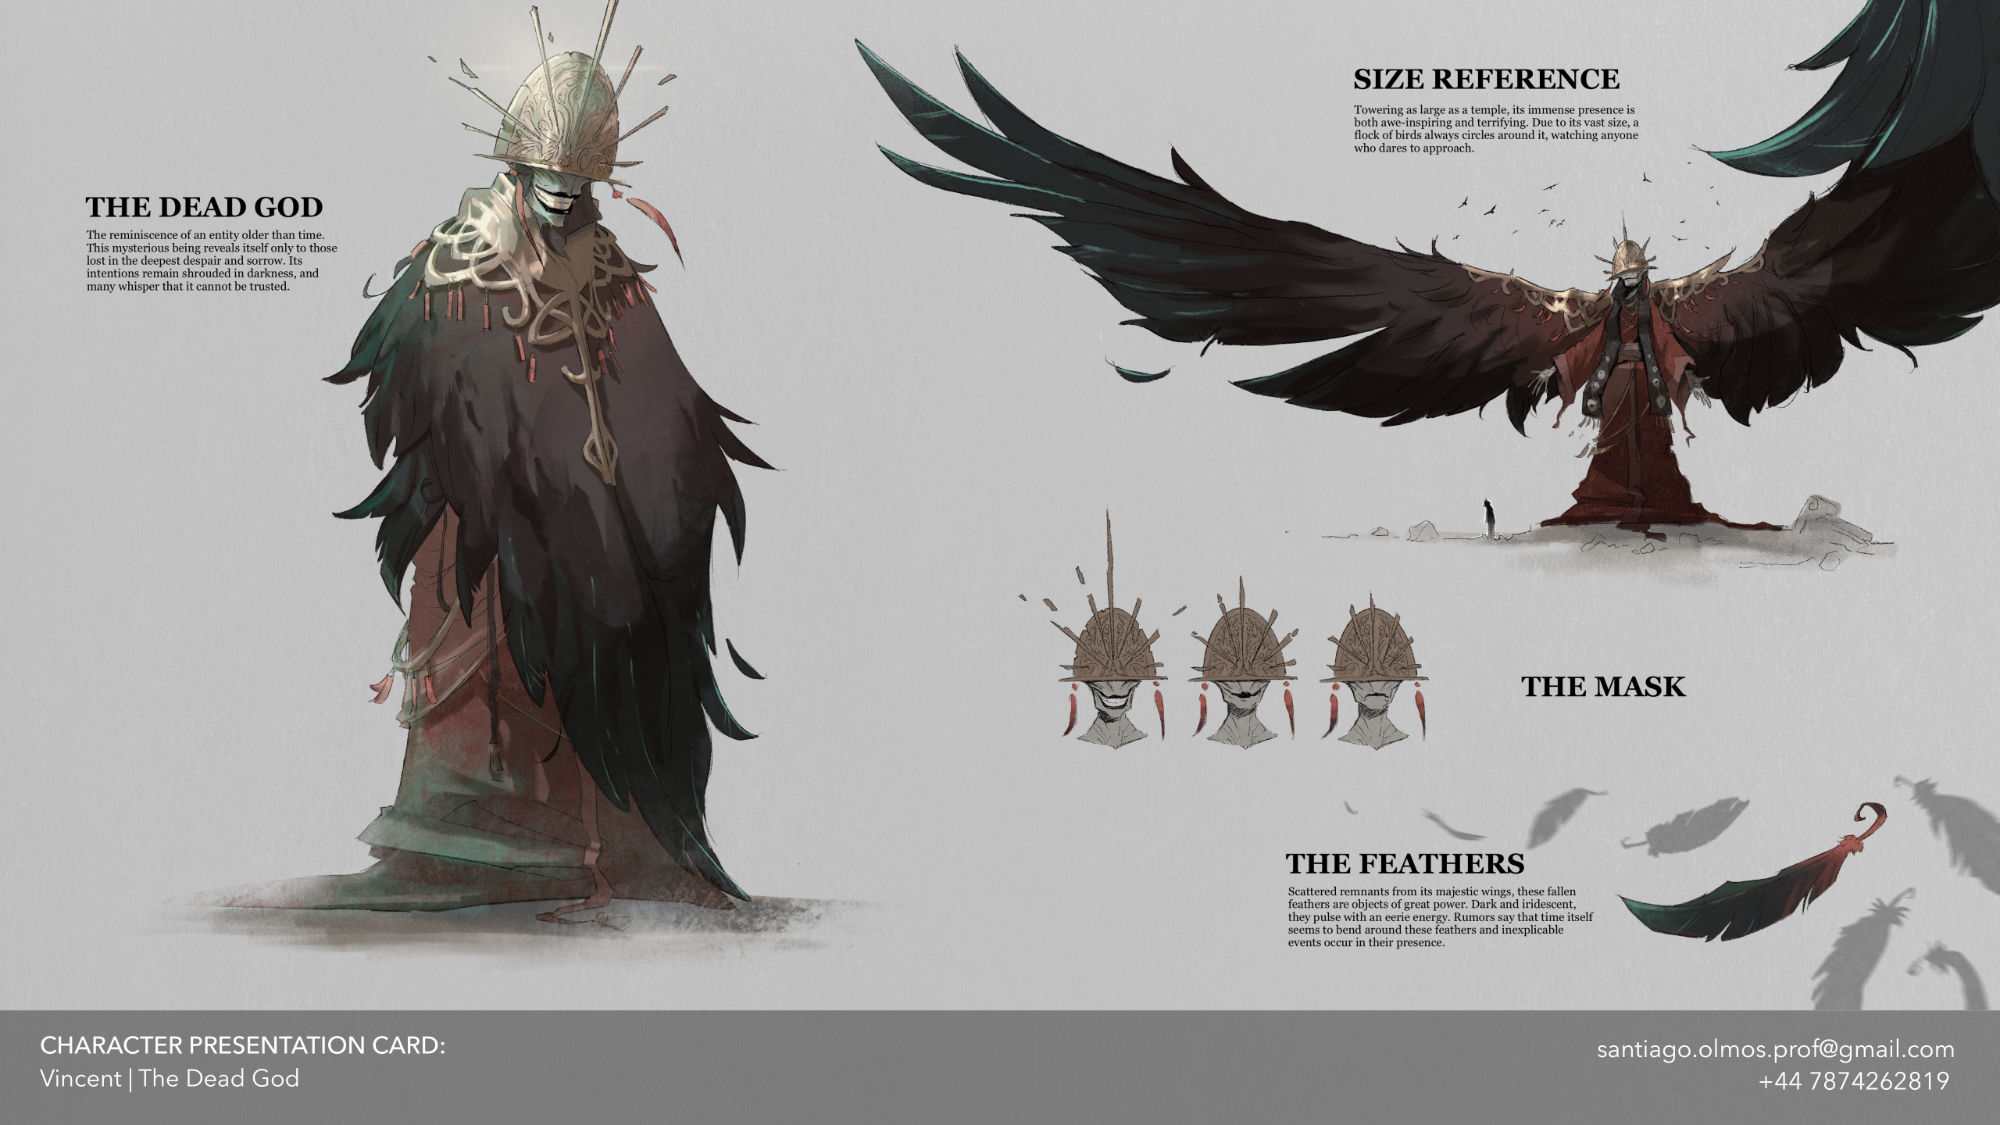 THE DEAD GOD
The reminiscence of an entity older than time.
This mysterious being reveals itself only to those
lost in the deepest despair and sorrow. Its
intentions remain shrouded in darkness, and
many whisper that it cannot be trusted.
SIZE REFERENCE
Towering as large as a temple, its immense presence is
both awe-inspiring and terrifying. Due to its vast size, a
flock of birds always circles around it, watching anyone
who dares to approach.
THE MASK
THE FEATHERS
Scattered remnants from its majestic wings, these fallen
feathers are objects of great power. Dark and iridescent,
they pulse with an eerie energy. Rumors say that time itself
seems to bend around these feathers and inexplicable
events occur in their presence.
CHARACTER PRESENTATION CARD:
Vincent | The Dead God
santiago.olmos.prof@gmail.com
+44 7874262819